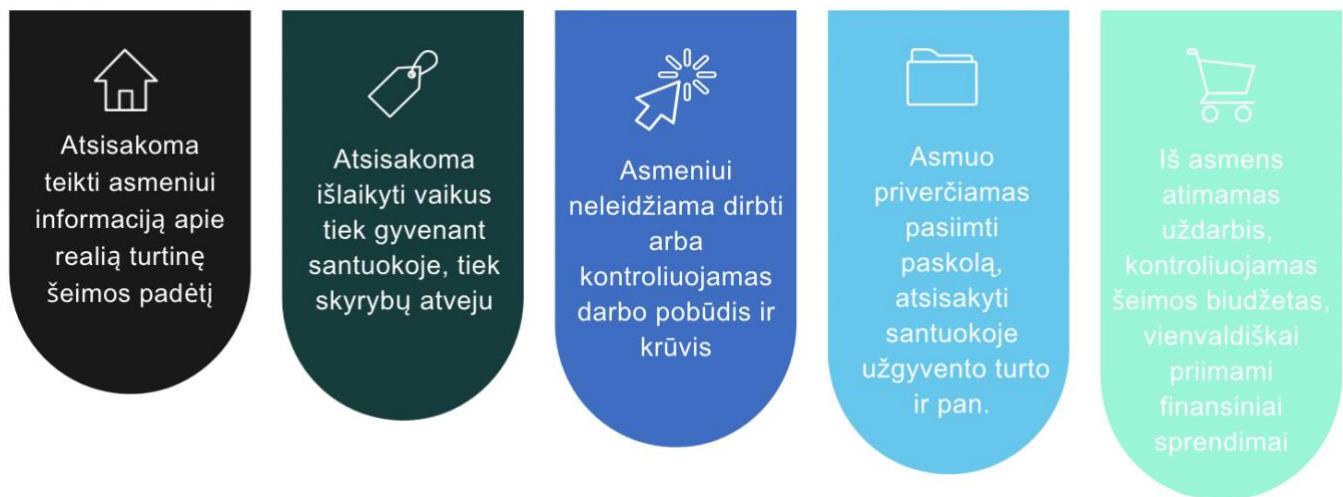 Atsisakoma
teikti asmeniui
informaciją apie
realią turtinę
šeimos padėtį
Atsisakoma
išlaikyti vaikus
tiek gyvenant
santuokoje, tiek
skyrybų atveju
Asmeniui
neleidžiama dirbti
arba
kontroliuojamas
darbo pobūdis ir
krūvis
Asmuo
priverčiamas
pasiimti
paskolą,
atsisakyti
santuokoje
užgyvento turto
ir pan.
Iš asmens
atimamas
uždarbis,
kontroliuojamas
šeimos biudžetas,
vienvaldiškai
priimami
finansiniai
sprendimai